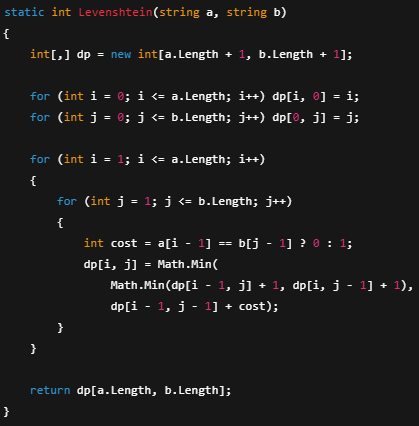 static int Levenshtein(string a, string b)
{
    int[,] dp = new int[a.Length + 1, b.Length + 1];

    for (int i = 0; i <= a.Length; i++) dp[i, 0] = i;
    for (int j = 0; j <= b.Length; j++) dp[0, j] = j;

    for (int i = 1; i <= a.Length; i++)
    {
        for (int j = 1; j <= b.Length; j++)
        {
            int cost = a[i - 1] == b[j - 1] ? 0 : 1;
            dp[i, j] = Math.Min(
                Math.Min(dp[i - 1, j] + 1, dp[i, j - 1] + 1),
                dp[i - 1, j - 1] + cost);
        }
    }

    return dp[a.Length, b.Length];
}